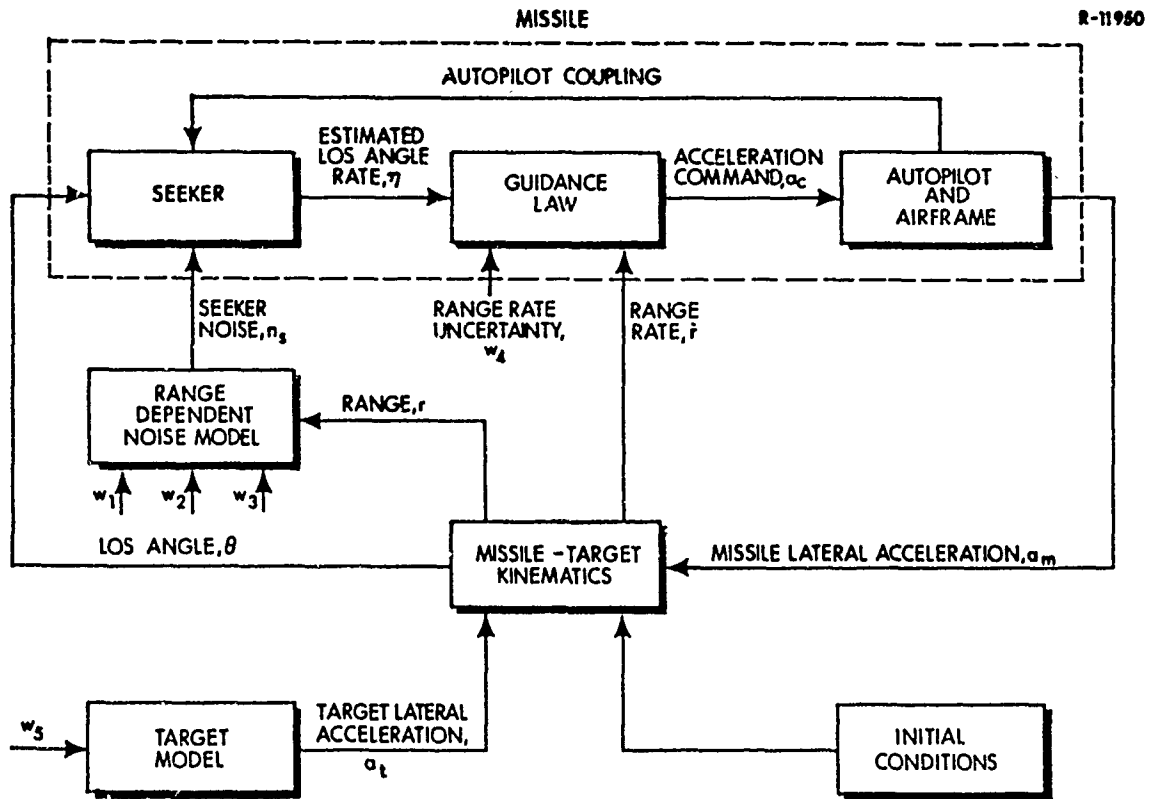 MISSILE
R-11950
AUTOPILOT COUPLING
SEEKER
ESTIMATED
LOS ANGLE
RATE, η
GUIDANCE
LAW
ACCELERATION
COMMAND, a_c
AUTOPILOT
AND
AIRFRAME
SEEKER
NOISE, n_s
RANGE RATE
UNCERTAINTY,
w_4
RANGE
RATE, ṙ
RANGE
DEPENDENT
NOISE MODEL
RANGE, r
w_1 w_2 w_3
LOS ANGLE, θ
MISSILE - TARGET
KINEMATICS
MISSILE LATERAL ACCELERATION, a_m
w_5
TARGET
MODEL
TARGET LATERAL
ACCELERATION,
a_t
INITIAL
CONDITIONS